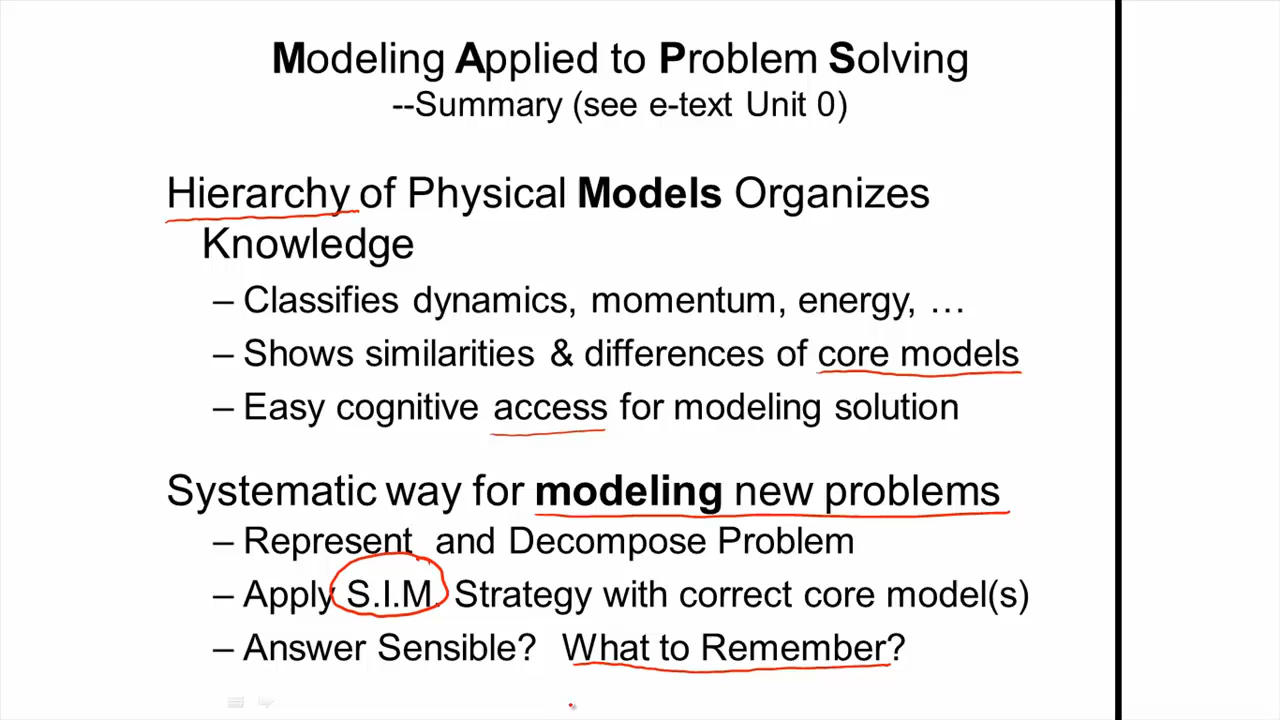 Modeling Applied to Problem Solving
--Summary (see e-text Unit 0)
Hierarchy of Physical Models Organizes
Knowledge
– Classifies dynamics, momentum, energy, …
– Shows similarities & differences of core models
– Easy cognitive access for modeling solution
Systematic way for modeling new problems
– Represent and Decompose Problem
– Apply S.I.M. Strategy with correct core model(s)
– Answer Sensible? What to Remember?